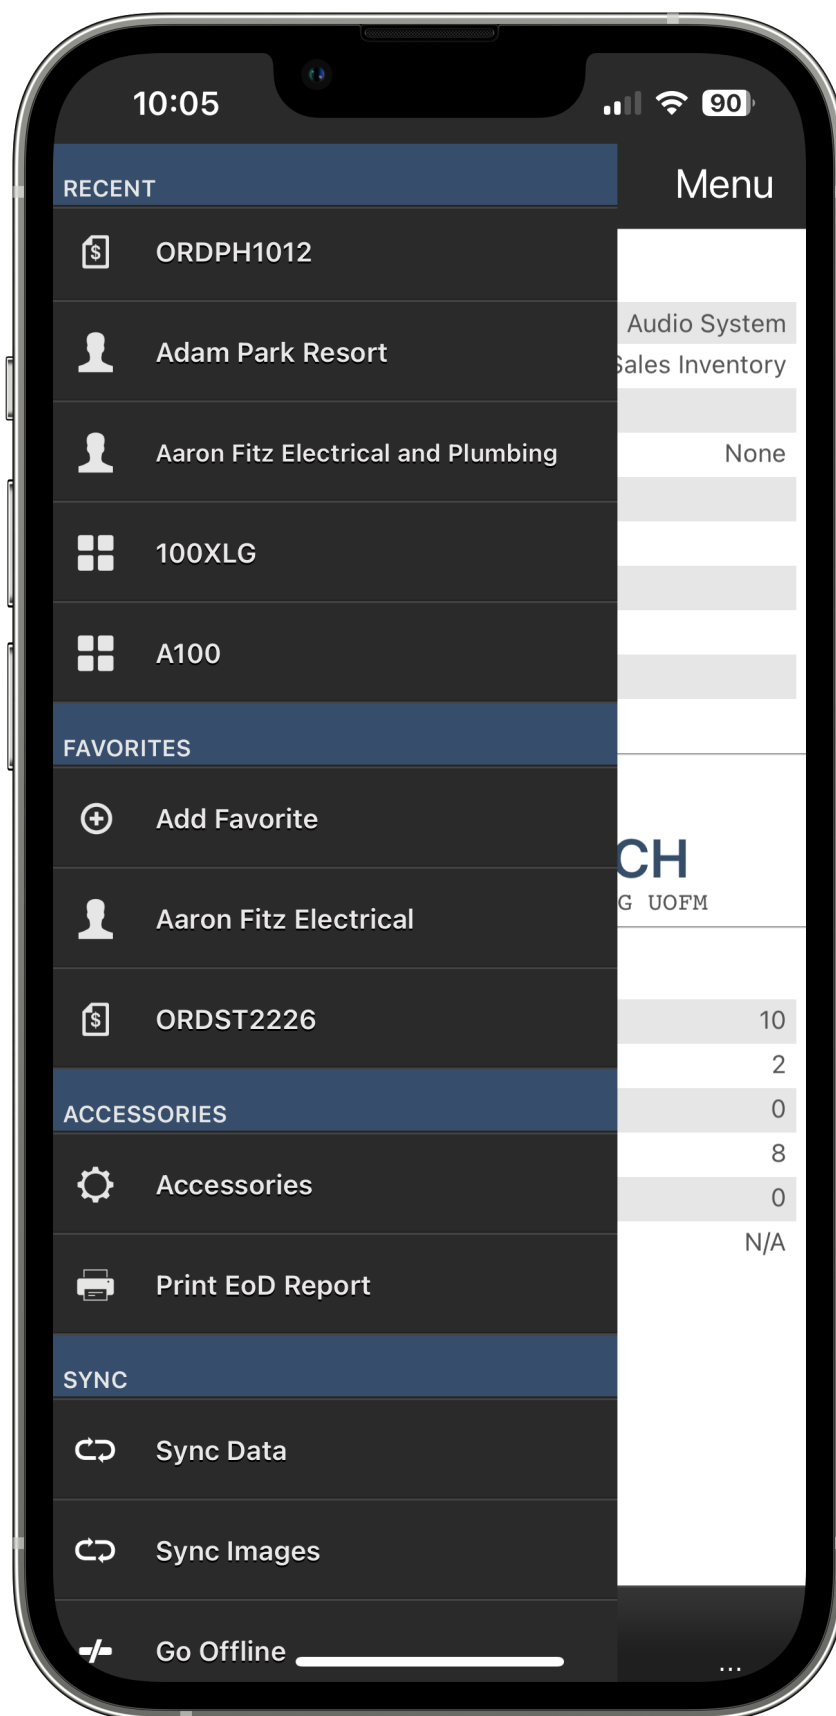 10:05
90
RECENT
Menu
ORDPH1012
Audio System
Adam Park Resort
Sales Inventory
Aaron Fitz Electrical and Plumbing
None
100XLG
A100
FAVORITES
Add Favorite
CH
G UOFM
Aaron Fitz Electrical
ORDST2226
10
2
ACCESSORIES
0
8
Accessories
0
N/A
Print EoD Report
SYNC
Sync Data
Sync Images
Go Offline
...